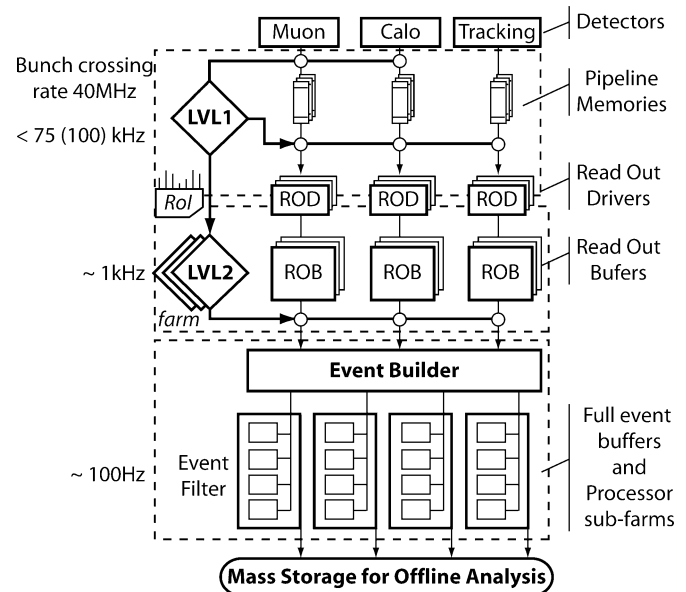 Muon
Calo
Tracking
Detectors
Bunch crossing
rate 40MHz
Pipeline
Memories
LVL1
< 75 (100) kHz
RoI
ROD
ROD
ROD
Read Out
Drivers
~ 1kHz
LVL2
ROB
ROB
ROB
Read Out
Bufers
farm
Event Builder
Event
Filter
~ 100Hz
Full event
buffers
and
Processor
sub-farms
Mass Storage for Offline Analysis